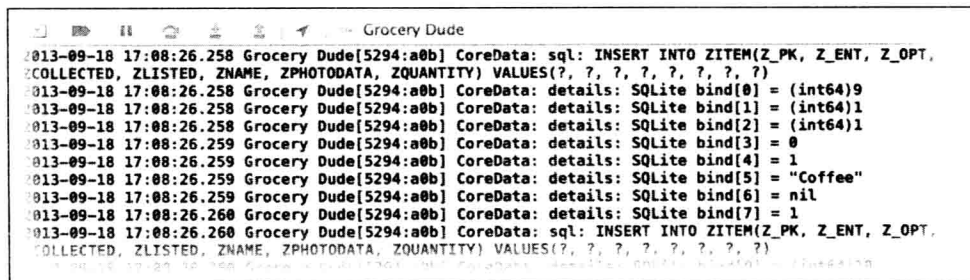 Grocery Dude
2013-09-18 17:08:26.258 Grocery Dude[5294:a0b] CoreData: sql: INSERT INTO ZITEM(Z_PK, Z_ENT, Z_OPT,
ZCOLLECTED, ZLISTED, ZNAME, ZPHOTODATA, ZQUANTITY) VALUES(?, ?, ?, ?, ?, ?, ?, ?)
2013-09-18 17:08:26.258 Grocery Dude[5294:a0b] CoreData: details: SQLite bind[0] = (int64)9
2013-09-18 17:08:26.258 Grocery Dude[5294:a0b] CoreData: details: SQLite bind[1] = (int64)1
2013-09-18 17:08:26.258 Grocery Dude[5294:a0b] CoreData: details: SQLite bind[2] = (int64)1
2013-09-18 17:08:26.259 Grocery Dude[5294:a0b] CoreData: details: SQLite bind[3] = 0
2013-09-18 17:08:26.259 Grocery Dude[5294:a0b] CoreData: details: SQLite bind[4] = 1
2013-09-18 17:08:26.259 Grocery Dude[5294:a0b] CoreData: details: SQLite bind[5] = "Coffee"
2013-09-18 17:08:26.259 Grocery Dude[5294:a0b] CoreData: details: SQLite bind[6] = nil
2013-09-18 17:08:26.260 Grocery Dude[5294:a0b] CoreData: details: SQLite bind[7] = 1
2013-09-18 17:08:26.260 Grocery Dude[5294:a0b] CoreData: sql: INSERT INTO ZITEM(Z_PK, Z_ENT, Z_OPT,
ZCOLLECTED, ZLISTED, ZNAME, ZPHOTODATA, ZQUANTITY) VALUES(?, ?, ?, ?, ?, ?, ?, ?)